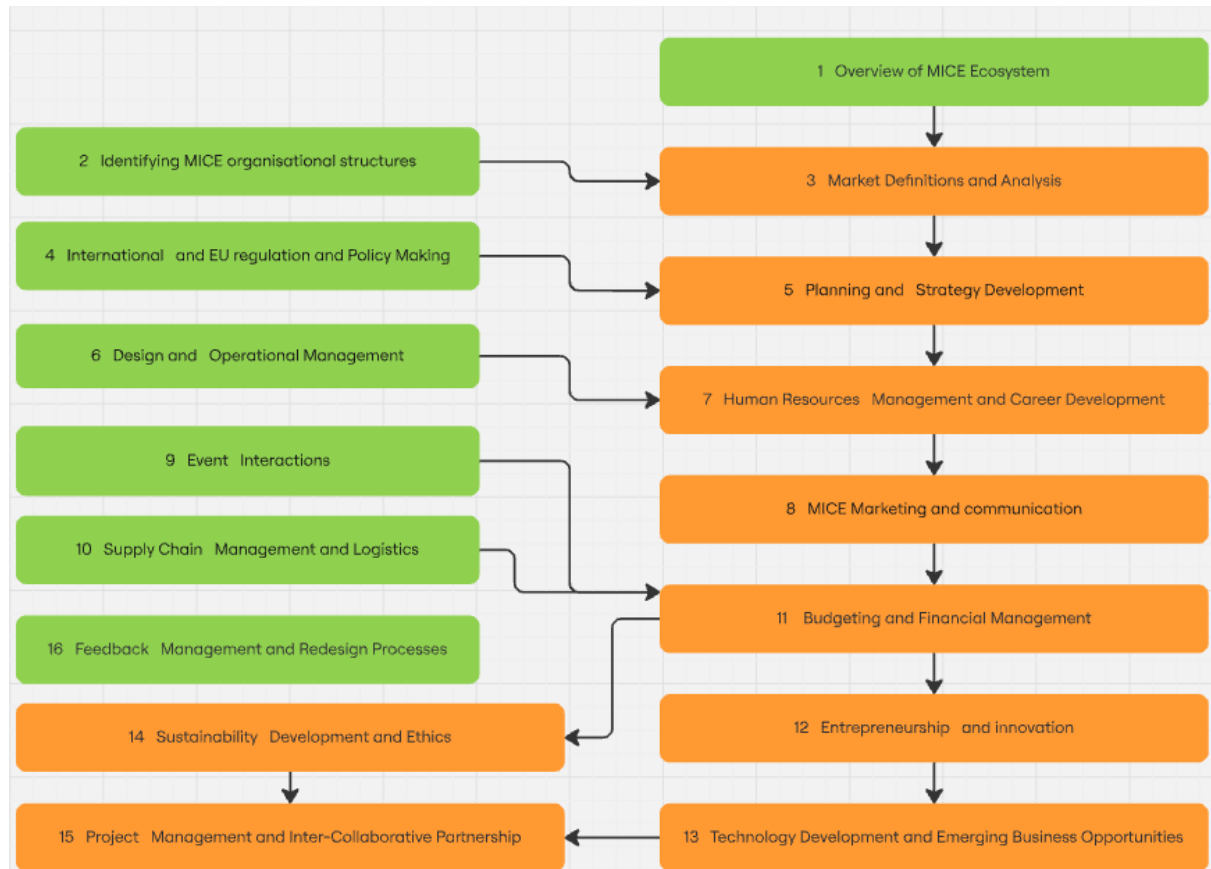 1 Overview of MICE Ecosystem
2 Identifying MICE organisational structures
3 Market Definitions and Analysis
4 International and EU regulation and Policy Making
5 Planning and Strategy Development
6 Design and Operational Management
7 Human Resources Management and Career Development
9 Event Interactions
8 MICE Marketing and communication
10 Supply Chain Management and Logistics
11 Budgeting and Financial Management
16 Feedback Management and Redesign Processes
12 Entrepreneurship and innovation
14 Sustainability Development and Ethics
15 Project Management and Inter-Collaborative Partnership
13 Technology Development and Emerging Business Opportunities